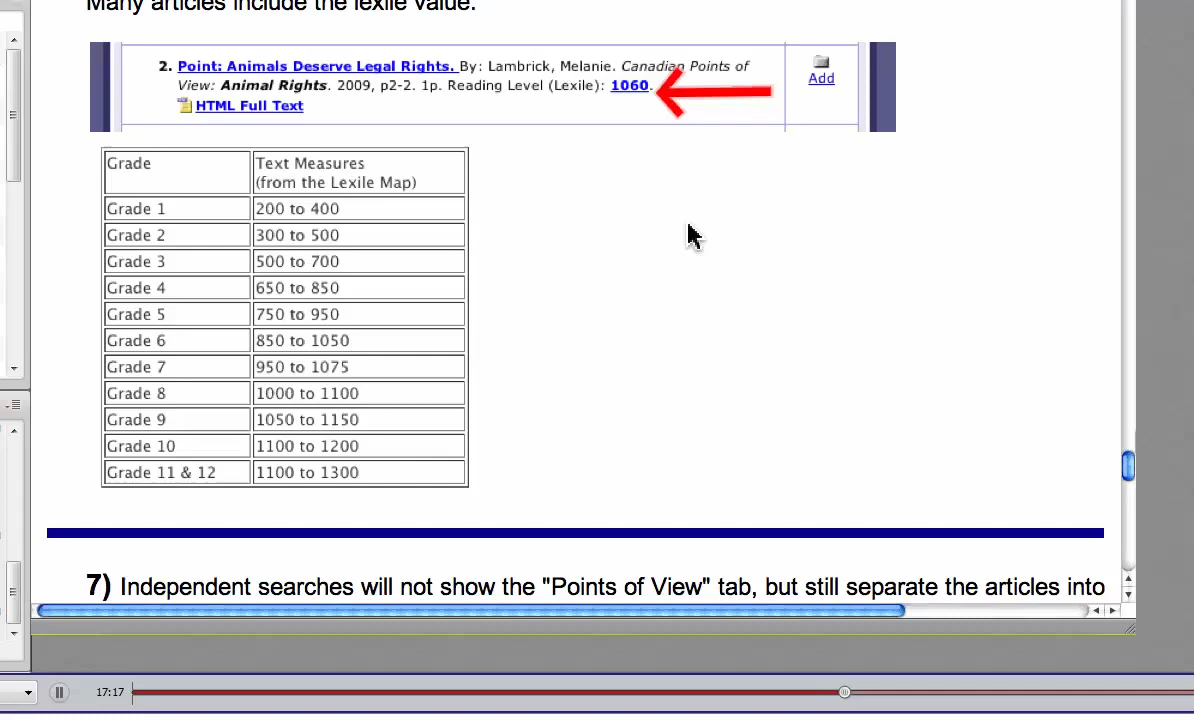 Many articles include the lexile value.
2. Point: Animals Deserve Legal Rights. By: Lambrick, Melanie. Canadian Points of
View: Animal Rights. 2009, p2-2. 1p. Reading Level (Lexile): 1060.
HTML Full Text
Add
Grade Text Measures
(from the Lexile Map)
Grade 1 200 to 400
Grade 2 300 to 500
Grade 3 500 to 700
Grade 4 650 to 850
Grade 5 750 to 950
Grade 6 850 to 1050
Grade 7 950 to 1075
Grade 8 1000 to 1100
Grade 9 1050 to 1150
Grade 10 1100 to 1200
Grade 11 & 12 1100 to 1300
7) Independent searches will not show the "Points of View" tab, but still separate the articles into
17:17